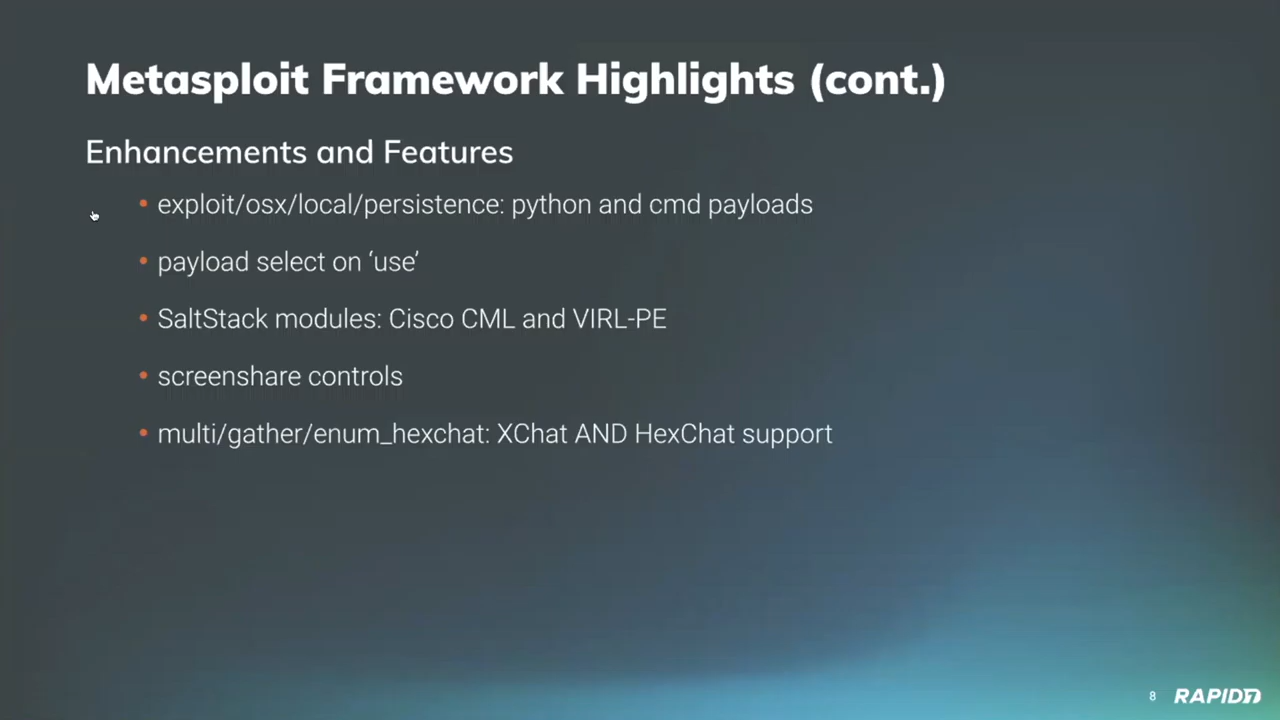 Metasploit Framework Highlights (cont.)
Enhancements and Features
• exploit/osx/local/persistence: python and cmd payloads
• payload select on ‘use’
• SaltStack modules: Cisco CML and VIRL-PE
• screenshare controls
• multi/gather/enum_hexchat: XChat AND HexChat support
8 RAPID7